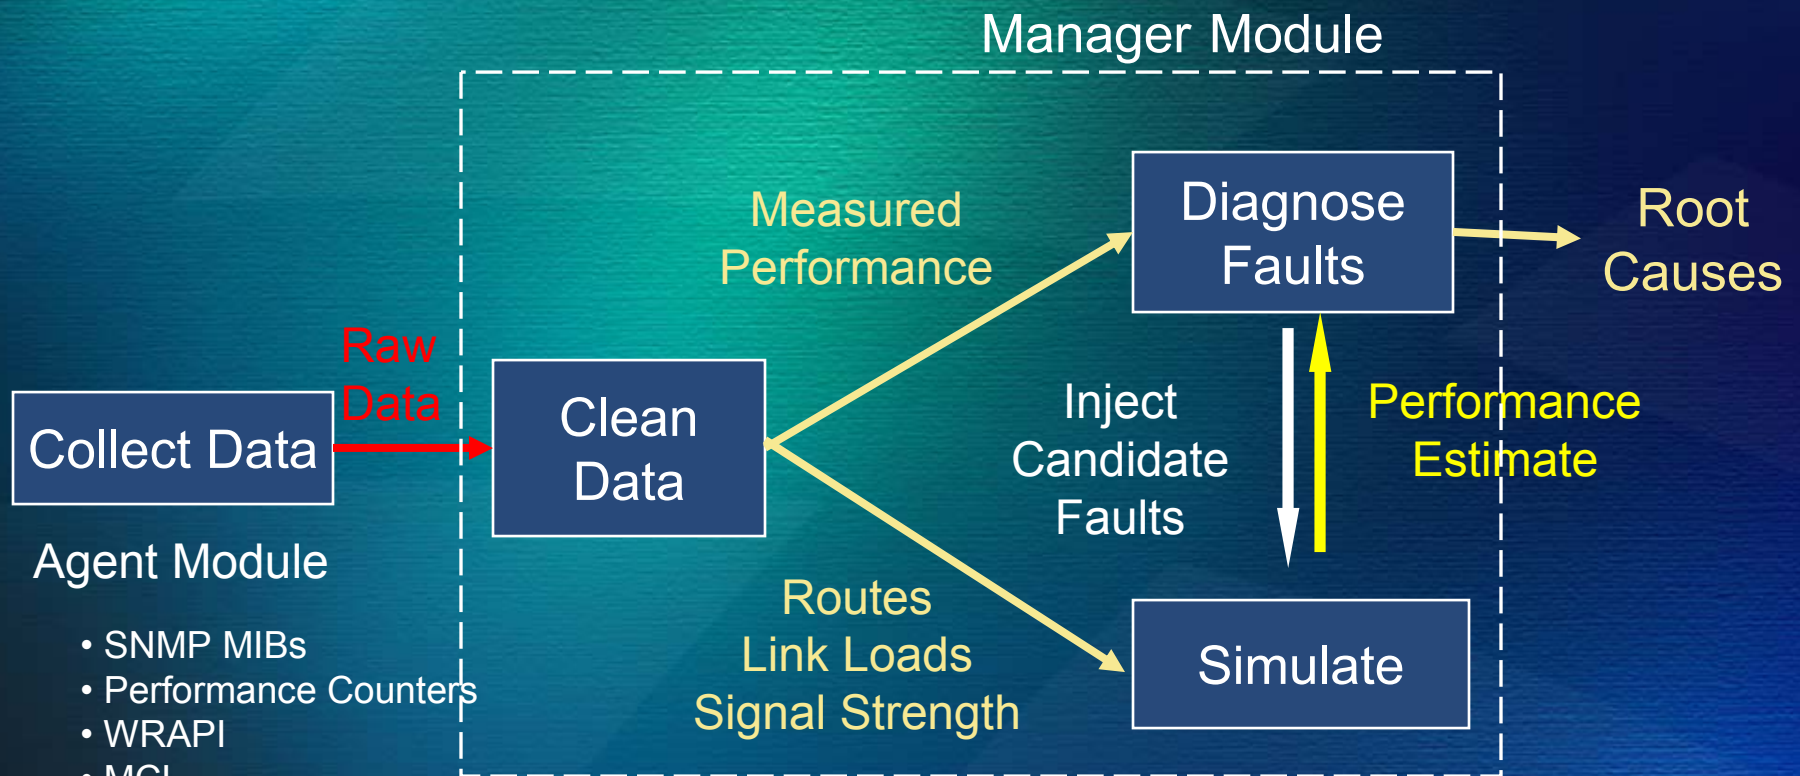 Manager Module
Measured
Performance
Diagnose
Faults
Root
Causes
Raw
Data
Collect Data
Clean
Data
Inject
Candidate
Faults
Performance
Estimate
Agent Module
• SNMP MIBs
• Performance Counters
• WRAPI
• MCL
Routes
Link Loads
Signal Strength
Simulate